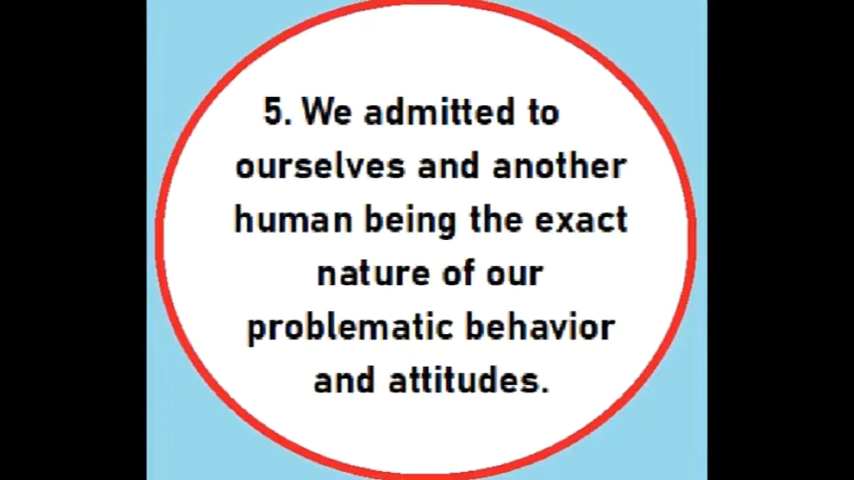 5. We admitted to
ourselves and another
human being the exact
nature of our
problematic behavior
and attitudes.